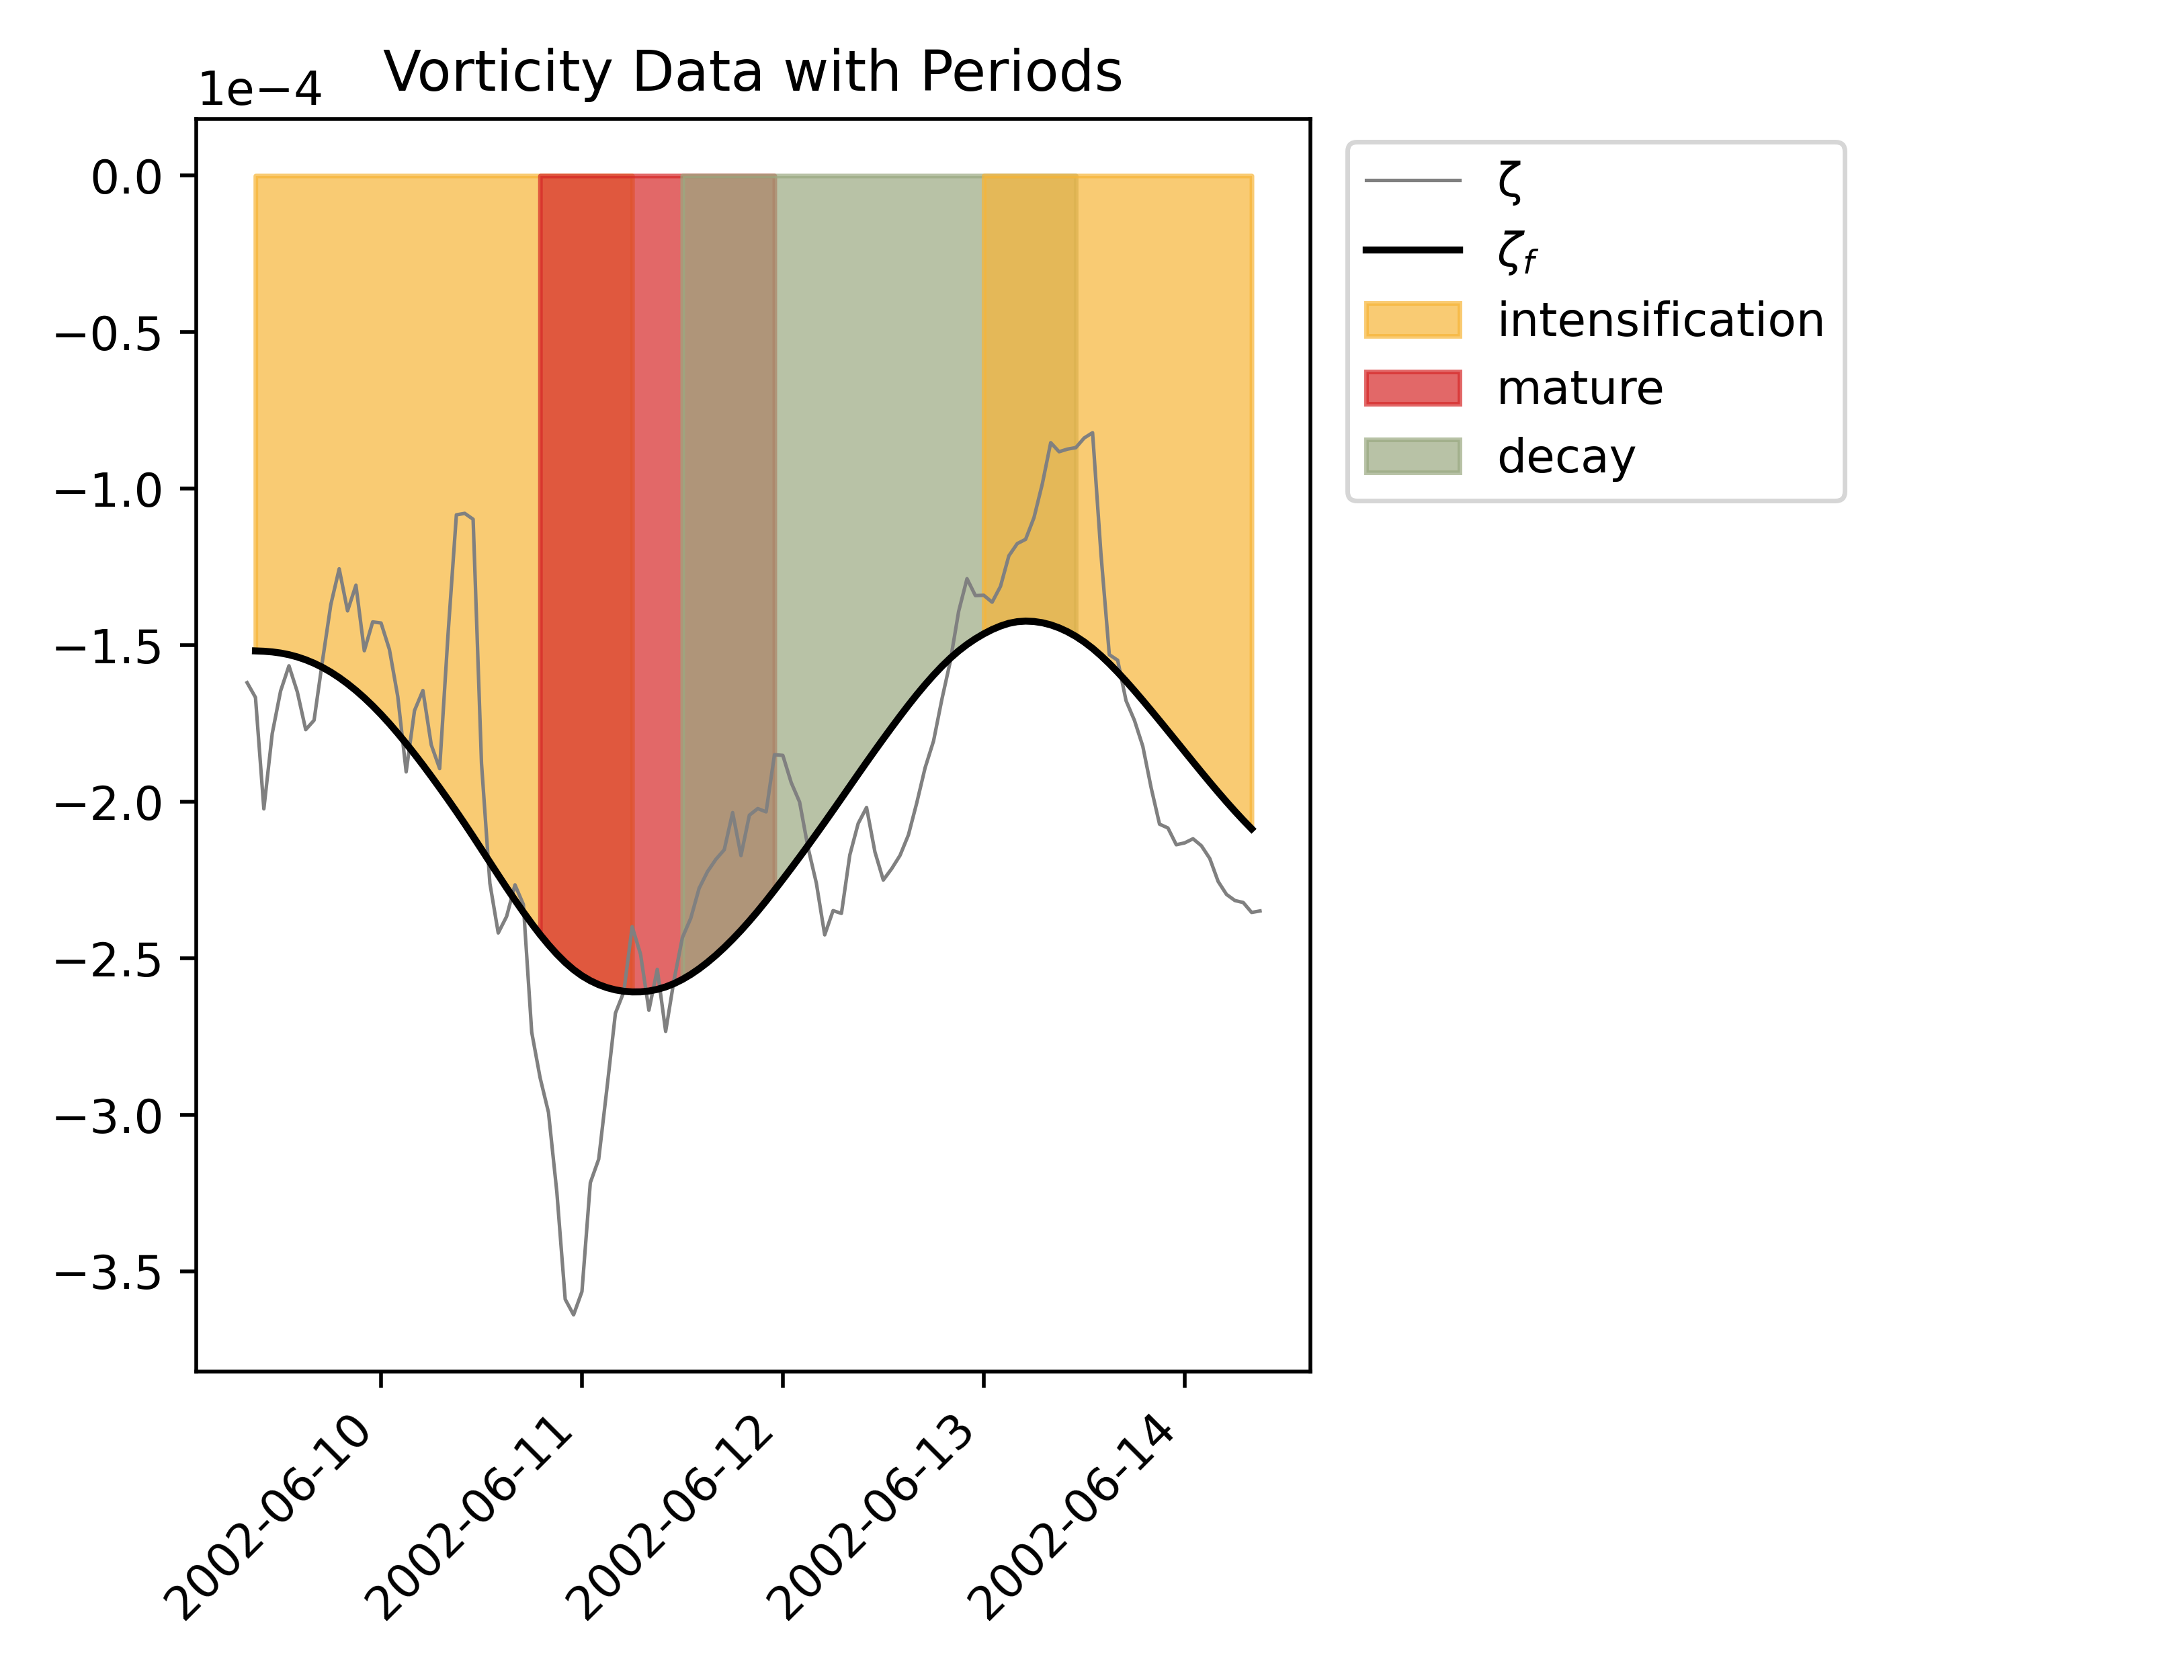 Vorticity Data with Periods
1e−4
0.0
−0.5
−1.0
−1.5
−2.0
−2.5
−3.0
−3.5
2002-06-10
2002-06-11
2002-06-12
2002-06-13
2002-06-14
ζ
ζf
intensification
mature
decay